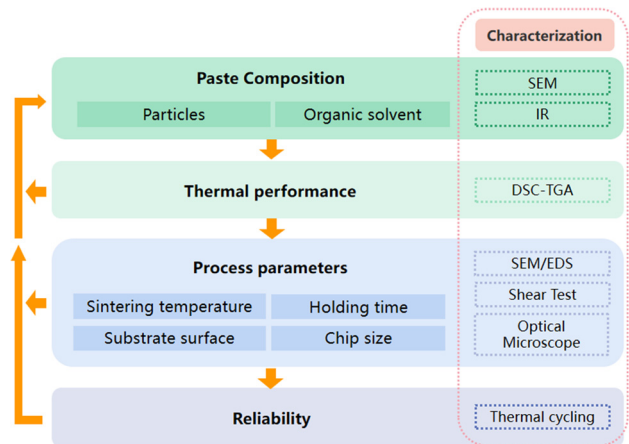 Characterization
Paste Composition
SEM
Particles
Organic solvent
IR
Thermal performance
DSC-TGA
Process parameters
SEM/EDS
Sintering temperature
Holding time
Shear Test
Substrate surface
Chip size
Optical
Microscope
Reliability
Thermal cycling